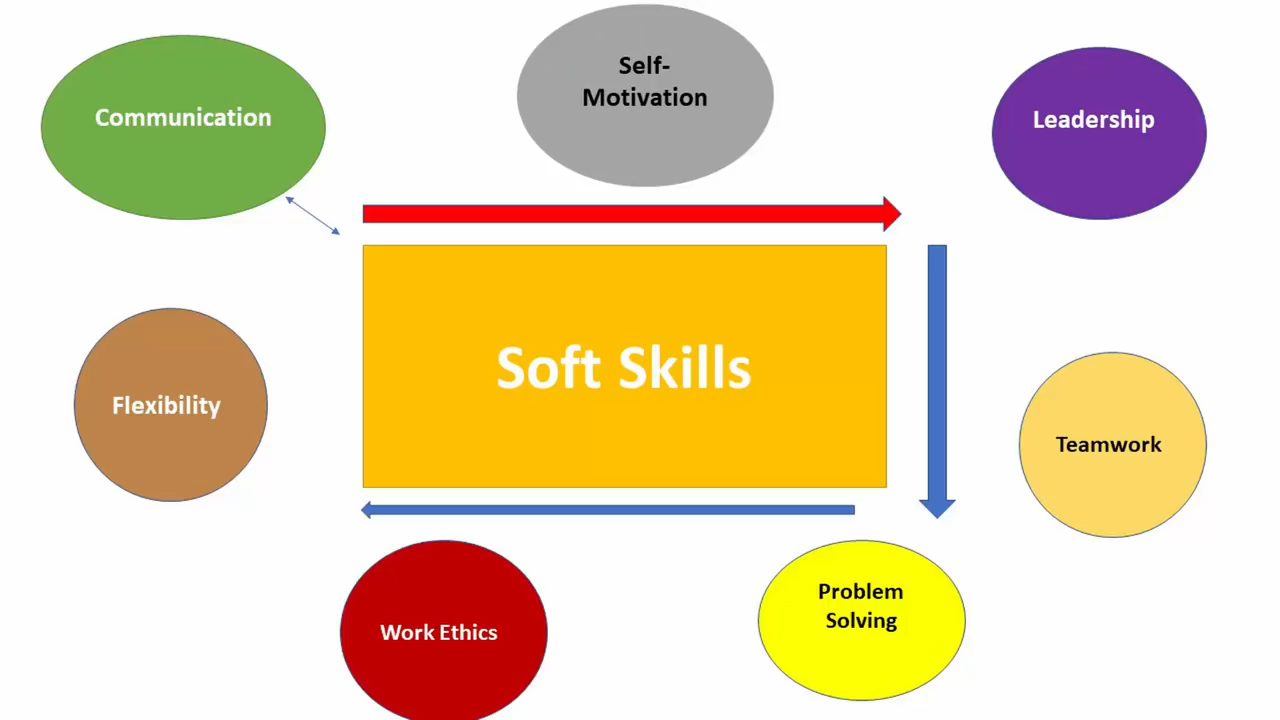 Communication
Self-
Motivation
Leadership
Soft Skills
Flexibility
Teamwork
Work Ethics
Problem
Solving